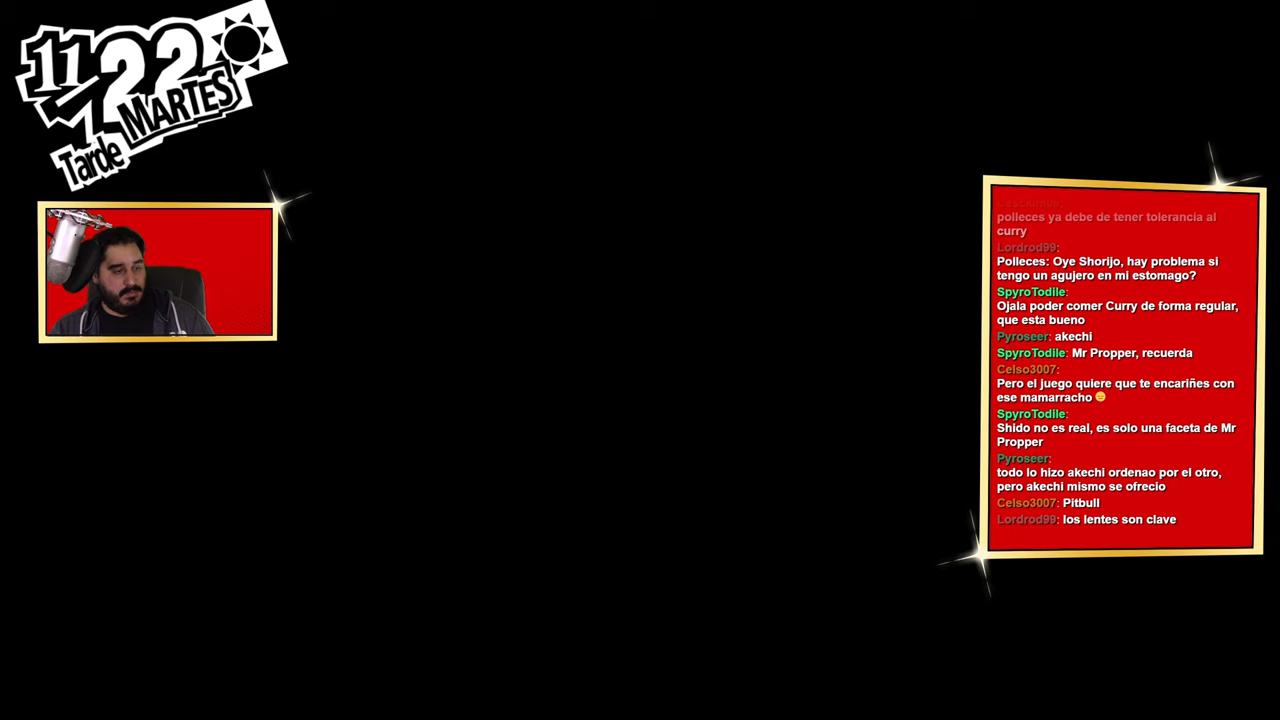 11/22
MARTES
Tarde
polleces ya debe de tener tolerancia al
curry
Lordrod99:
Polleces: Oye Shorijo, hay problema si
tengo un agujero en mi estomago?
SpyroTodile:
Ojala poder comer Curry de forma regular,
que esta bueno
Pyroseer: akechi
SpyroTodile: Mr Propper, recuerda
Celso3007:
Pero el juego quiere que te encariñes con
ese mamarracho 😑
SpyroTodile:
Shido no es real, es solo una faceta de Mr
Propper
Pyroseer:
todo lo hizo akechi ordenao por el otro,
pero akechi mismo se ofrecio
Celso3007: Pitbull
Lordrod99: los lentes son clave